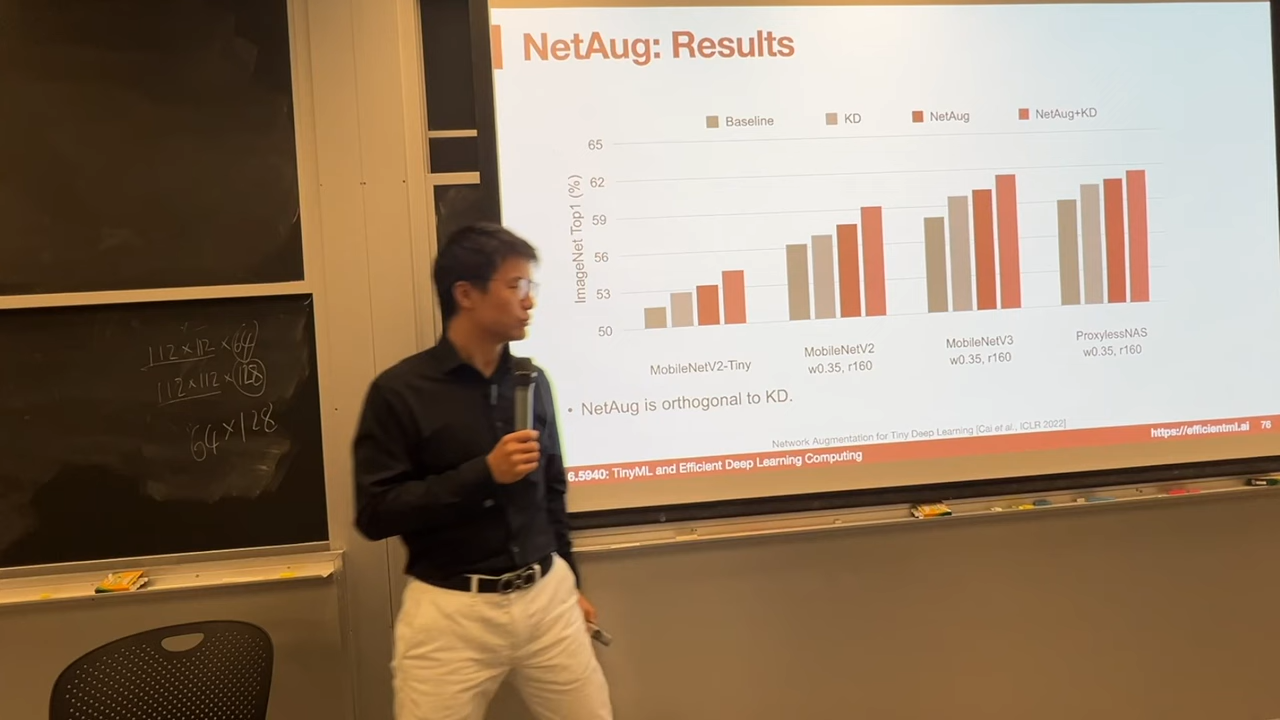 NetAug: Results
Baseline KD NetAug NetAug+KD
ImageNet Top1 (%)
65
62
59
56
53
50
MobileNetV2-Tiny
MobileNetV2
w0.35, r160
MobileNetV3
w0.35, r160
ProxylessNAS
w0.35, r160
• NetAug is orthogonal to KD.
Network Augmentation for Tiny Deep Learning [Cai et al., ICLR 2022]
6.5940: TinyML and Efficient Deep Learning Computing
https://efficientml.ai 76
112×112×64
112×112×128
64×128